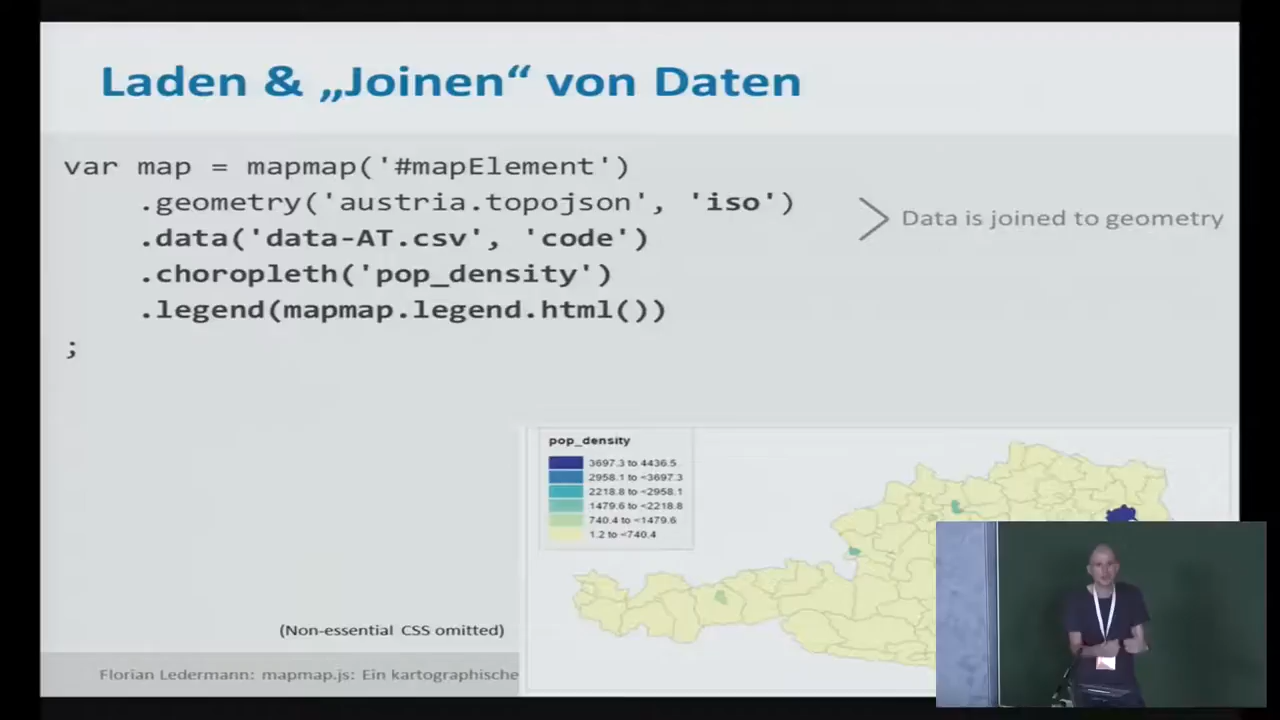 Laden & „Joinen“ von Daten
var map = mapmap('#mapElement')
.geometry('austria.topojson', 'iso')
.data('data-AT.csv', 'code')
.choropleth('pop_density')
.legend(mapmap.legend.html())
;
Data is joined to geometry
pop_density
3697.3 to 4436.5
2958.1 to <3697.3
2218.8 to <2958.1
1479.6 to <2218.8
740.4 to <1479.6
1.2 to <740.4
(Non-essential CSS omitted)
Florian Ledermann: mapmap.js: Ein kartographische